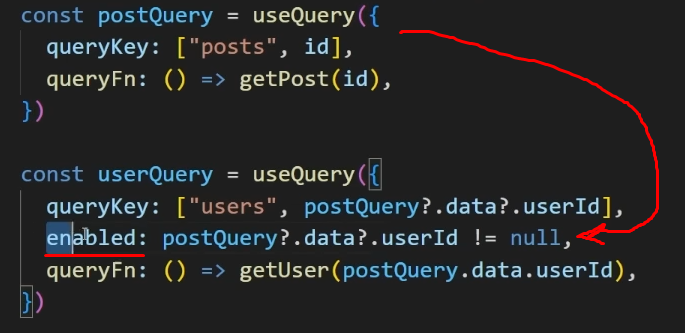 const postQuery = useQuery({
queryKey: ["posts", id],
queryFn: () => getPost(id),
})
const userQuery = useQuery({
queryKey: ["users", postQuery?.data?.userId],
enabled: postQuery?.data?.userId != null,
queryFn: () => getUser(postQuery.data.userId),
})